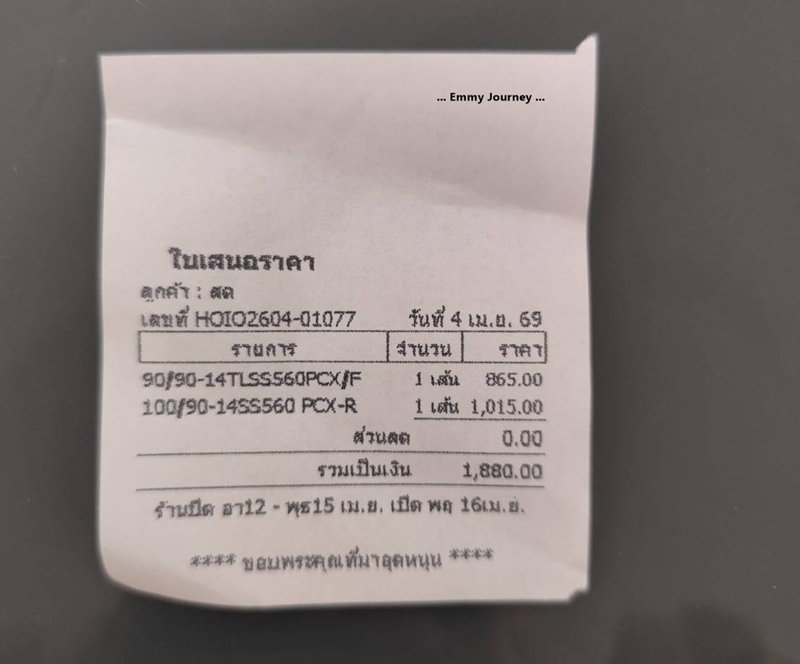 ... Emmy Journey ...
ใบเสนอราคา
ลูกค้า : สด
เลขที่ HOIO2604-01077 วันที่ 4 เม.ย. 69
รายการ จำนวน ราคา
90/90-14TLSS560PCX/F 1 เส้น 865.00
100/90-14SS560 PCX-R 1 เส้น 1,015.00
ส่วนลด 0.00
รวมเป็นเงิน 1,880.00
ร้านปิด อา12 - พุธ15 เม.ย. เปิด พฤ 16เม.ย.
**** ขอบพระคุณที่มาอุดหนุน ****